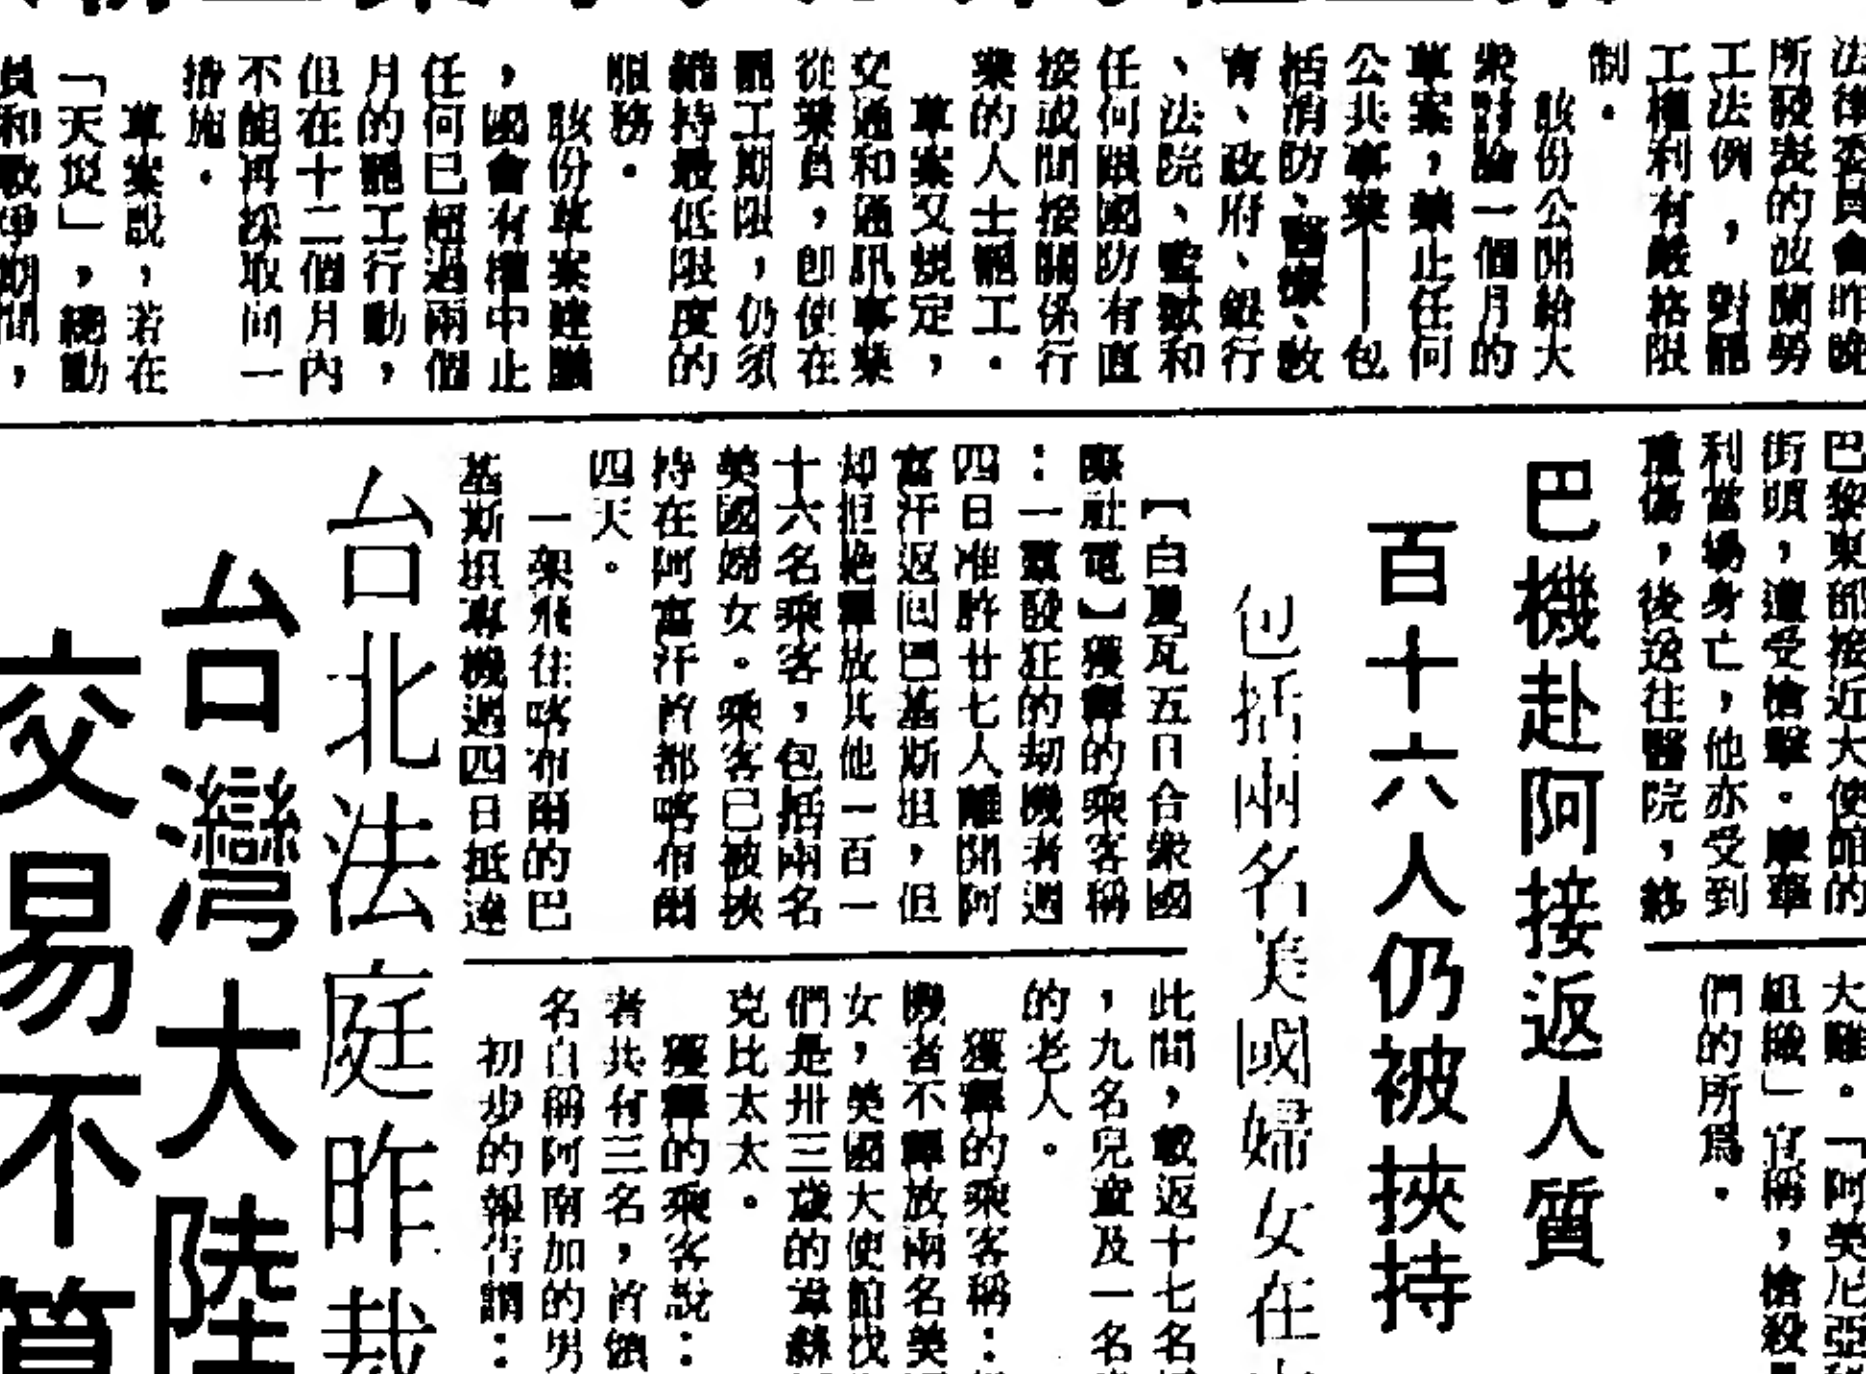 法律委員會昨晚
所發表的波蘭勞
工法例，對罷
工權利有嚴格限
制。
該份公開給大
衆討論一個月的
草案，禁止任何
公共事業——包
括消防、醫療、教
育、政府、銀行
、法院、監獄和
任何跟國防有直
接或間接關係行
業的人士罷工。
草案又規定，
交通和通訊事業
從業員，即使在
罷工期限，仍須
維持最低限度的
服務。
該份草案建議
，國會有權中止
任何已超過兩個
月的罷工行動，
但在十二個月內
不能再採取同一
措施。
草案說，若在
「天災」，總動
員和戰爭期間，
巴黎東部接近大使館的
街頭，遭受槍擊。
利當場身亡，他亦受到
重傷，後送往醫院，
大難。「阿美尼亞
組織」宣稱，槍殺
們的所爲。
巴機赴阿接返人質
百十六人仍被挾持
包括兩名美國婦女在
【白夏瓦五日合衆國
際社電】獲釋的乘客稱
：一羣發狂的劫機者週
四日准許廿七人離開阿
富汗返回巴基斯坦，但
却拒絶釋放其他一百一
十六名乘客，包括兩名
美國婦女。乘客已被挾
持在阿富汗首都喀布爾
四天。
一架飛往喀布爾的巴
基斯坦專機週四日抵達
此間，載返十七名
，九名兒童及一名
的老人。
獲釋的乘客稱：
機者不釋放兩名美
女，美國大使館找
們是卅三歲的
克比太太。
獲釋的乘客說：
者共有三名，首領
名自稱阿南加的男
初步的報告謂：
台北法庭昨裁
台灣大陸
交易不算